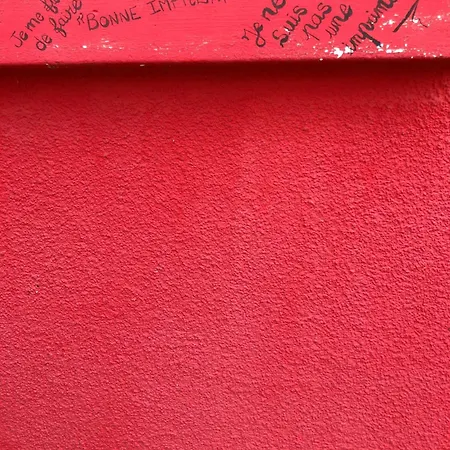 Je me
de faire
"BONNE
Je ne
suis
pas
une